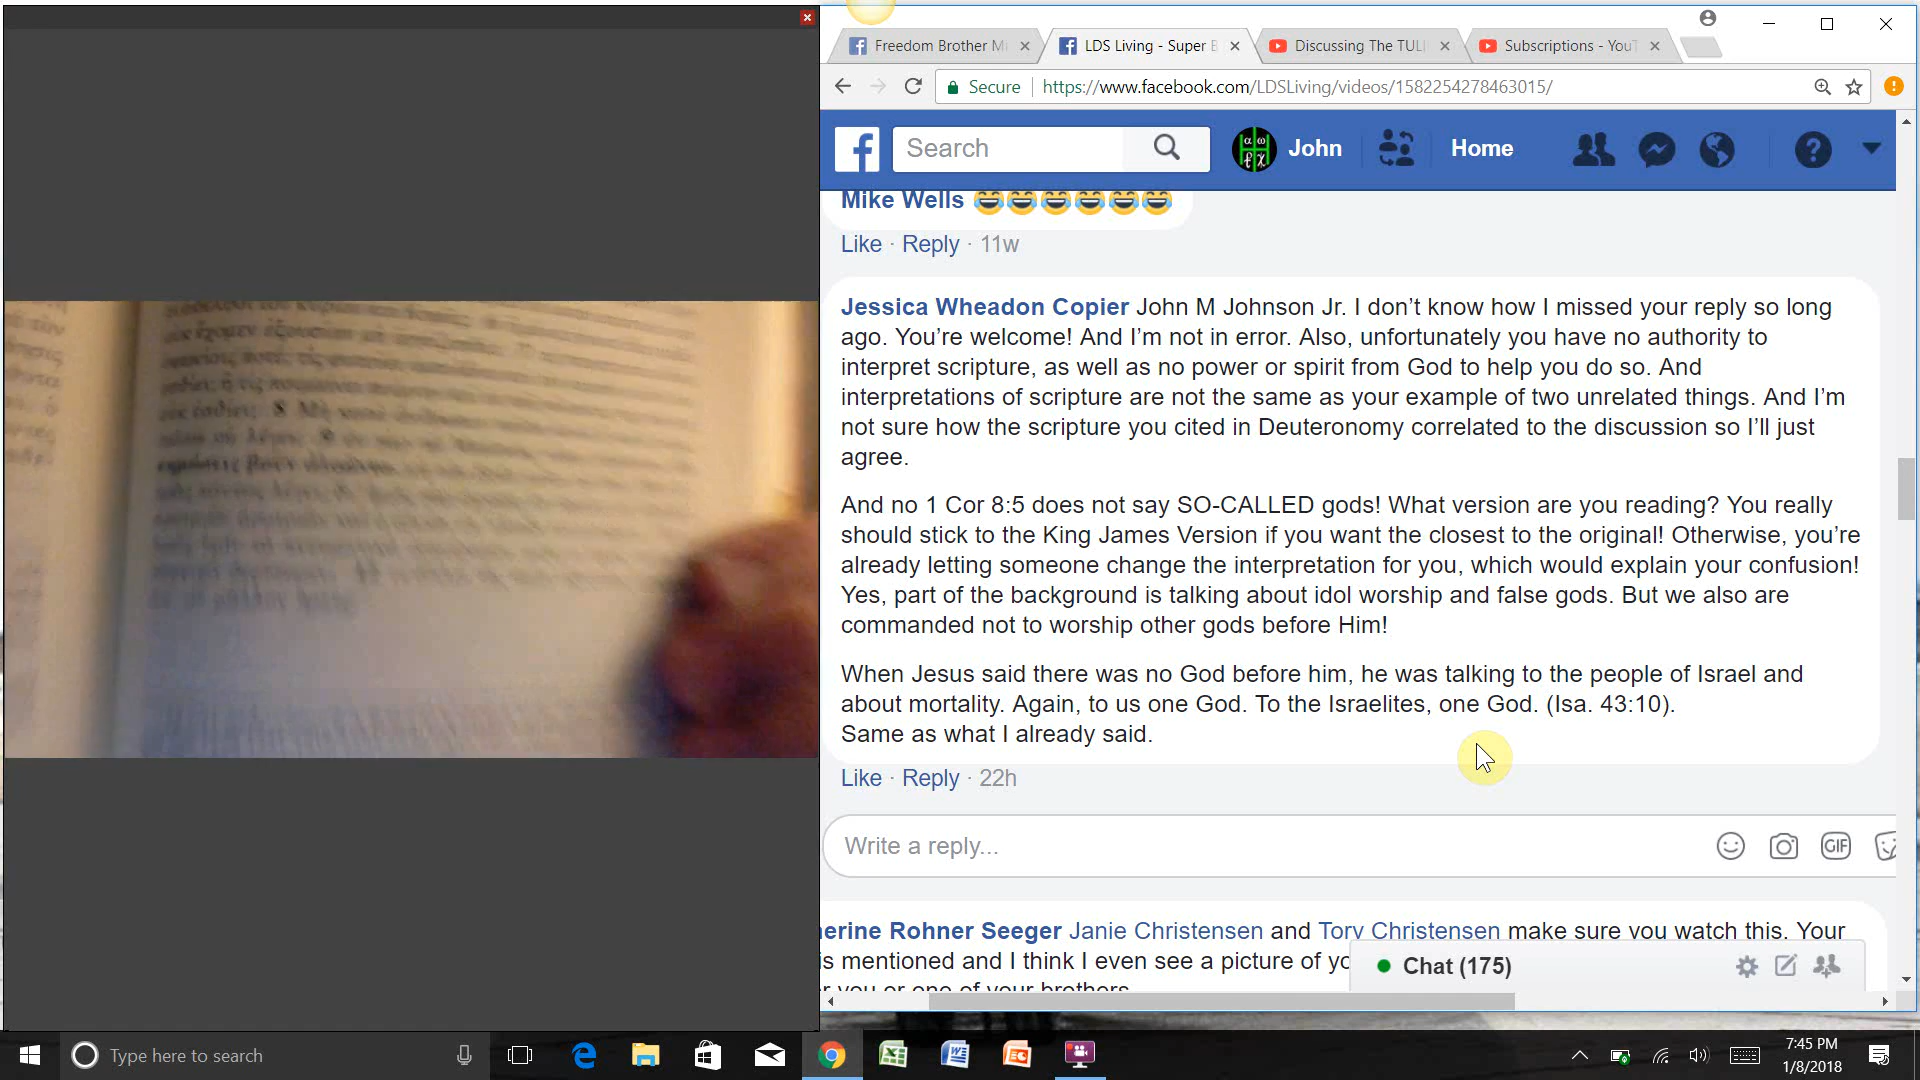 Freedom Brother M
LDS Living - Super B
Discussing The TULI
Subscriptions - YouT
Secure
https://www.facebook.com/LDSLiving/videos/1582254278463015/
Search
John
Home
Mike Wells 😂😂😂😂😂😂
Like · Reply · 11w
Jessica Wheadon Copier John M Johnson Jr. I don’t know how I missed your reply so long
ago. You’re welcome! And I’m not in error. Also, unfortunately you have no authority to
interpret scripture, as well as no power or spirit from God to help you do so. And
interpretations of scripture are not the same as your example of two unrelated things. And I’m
not sure how the scripture you cited in Deuteronomy correlated to the discussion so I’ll just
agree.
And no 1 Cor 8:5 does not say SO-CALLED gods! What version are you reading? You really
should stick to the King James Version if you want the closest to the original! Otherwise, you’re
already letting someone change the interpretation for you, which would explain your confusion!
Yes, part of the background is talking about idol worship and false gods. But we also are
commanded not to worship other gods before Him!
When Jesus said there was no God before him, he was talking to the people of Israel and
about mortality. Again, to us one God. To the Israelites, one God. (Isa. 43:10).
Same as what I already said.
Like · Reply · 22h
Write a reply...
GIF
erine Rohner Seeger Janie Christensen and Tory Christensen make sure you watch this. Your
is mentioned and I think I even see a picture of yo
r you or one of your brothers
Chat (175)
Type here to search
7:45 PM
1/8/2018